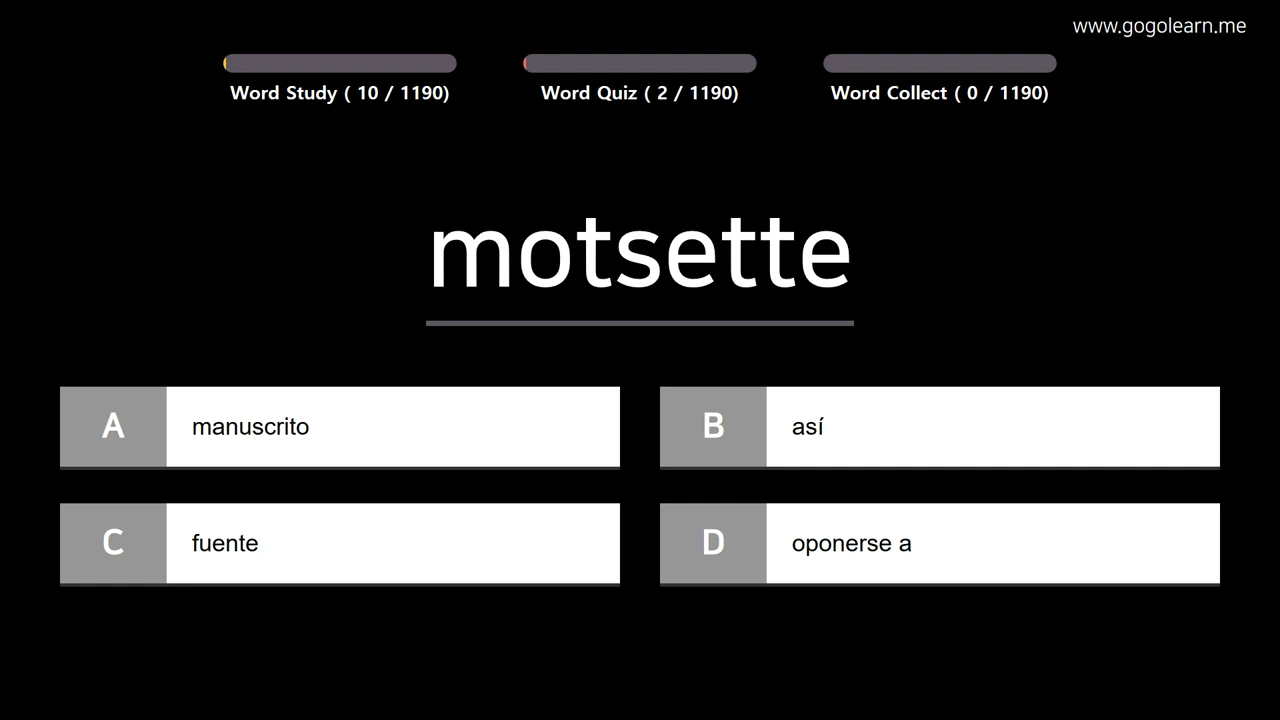 www.gogolearn.me
Word Study ( 10 / 1190)
Word Quiz ( 2 / 1190)
Word Collect ( 0 / 1190)
motsette
A manuscrito
B así
C fuente
D oponerse a